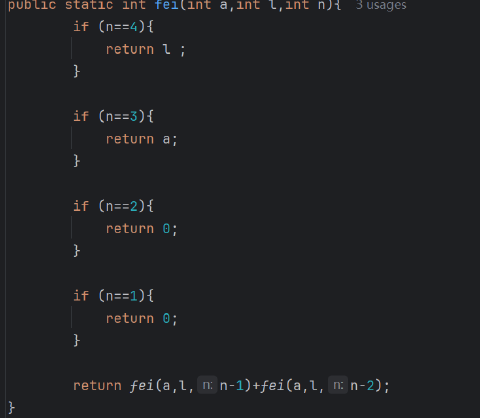 public static int fei(int a,int l,int n){ 3 usages
if (n==4){
return l ;
}
if (n==3){
return a;
}
if (n==2){
return 0;
}
if (n==1){
return 0;
}
return fei(a,l, n: n-1)+fei(a,l, n: n-2);
}